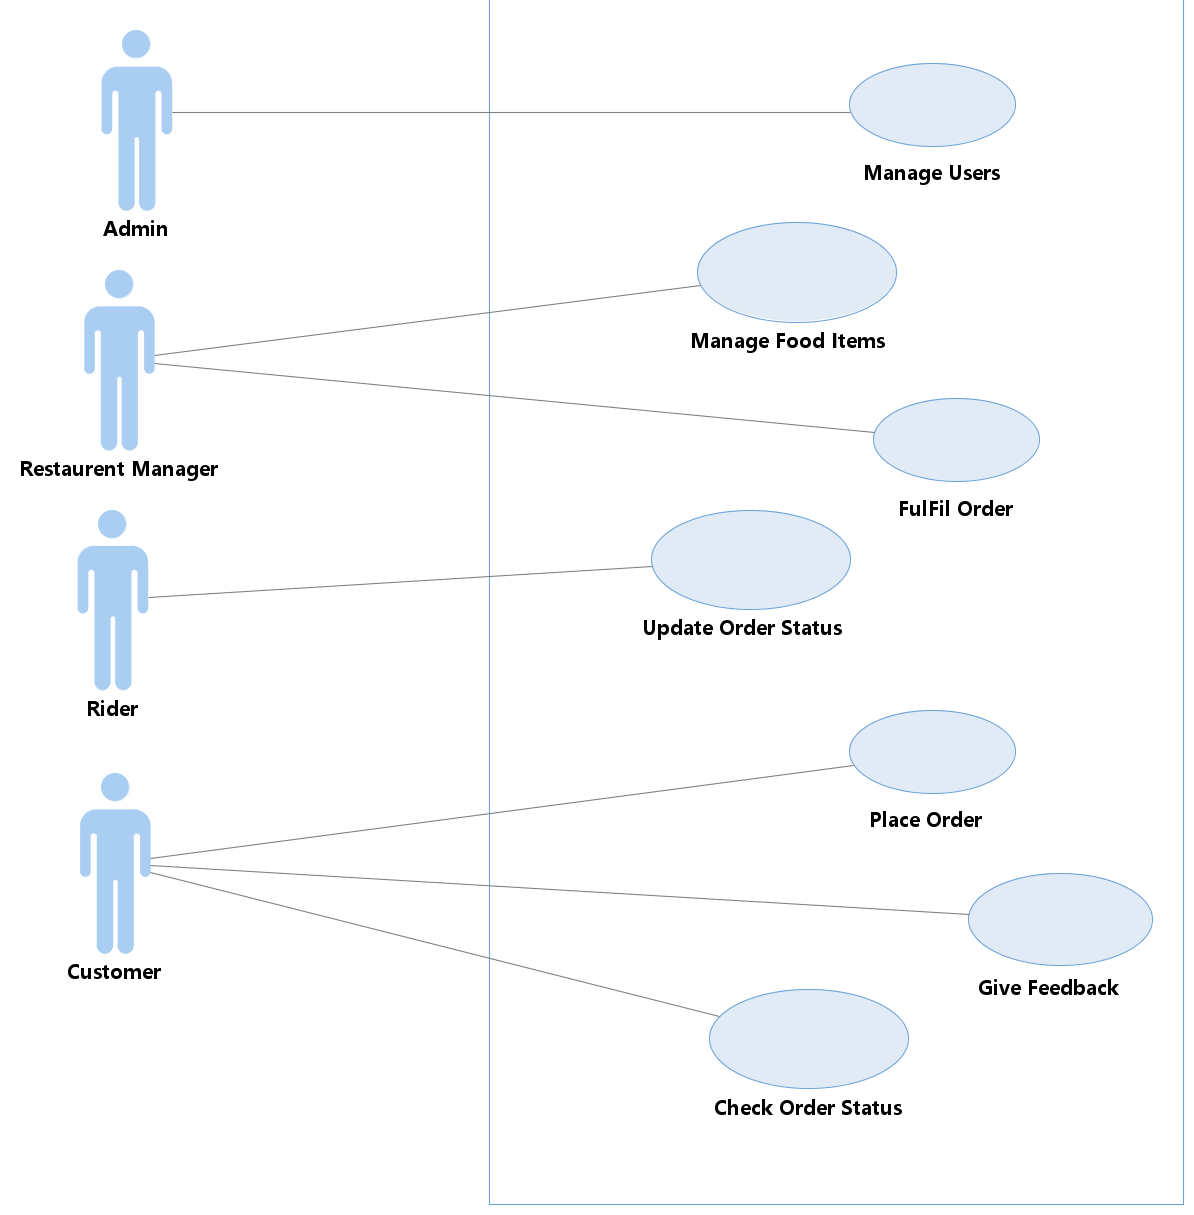 Manage Users
Admin
Manage Food Items
Restaurent Manager
FulFil Order
Update Order Status
Rider
Place Order
Customer
Give Feedback
Check Order Status